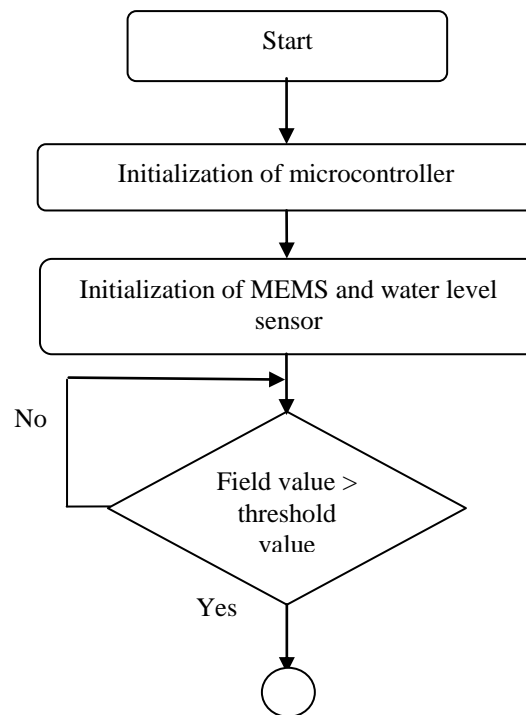 Start
Initialization of microcontroller
Initialization of MEMS and water level
sensor
No
Field value >
threshold
value
Yes